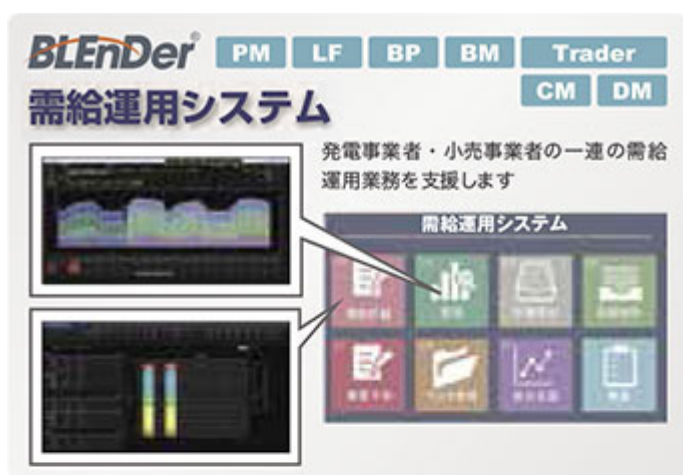 BLEnDer® PM LF BP BM Trader
CM DM
需給運用システム
発電事業者・小売事業者の一連の需給
運用業務を支援します
需給運用システム